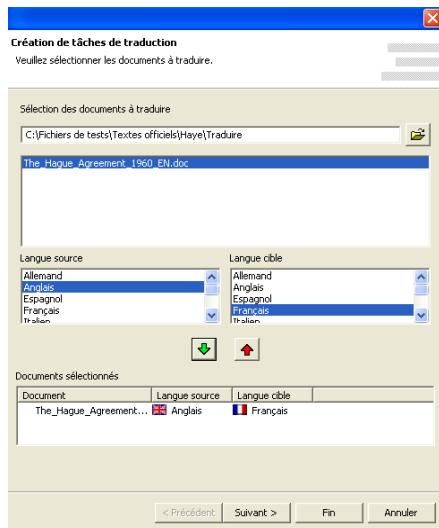 Création de tâches de traduction
Veuillez sélectionner les documents à traduire.
Sélection des documents à traduire
C:\Fichiers de tests\Textes officiels\Haye\Traduire
The_Hague_Agreement_1960_EN.doc
Langue source Langue cible
Allemand Allemand
Anglais Anglais
Espagnol Espagnol
Français Français
Italien Italien
Documents sélectionnés
Document Langue source Langue cible
The_Hague_Agreement... Anglais Français
< Précédent Suivant > Fin Annuler